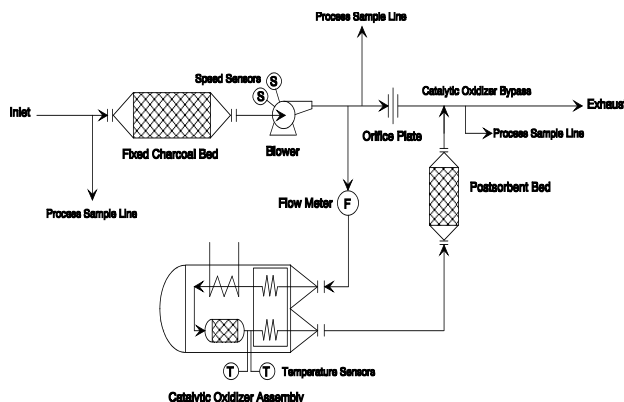 Process Sample Line
Speed Sensors
S
S
Inlet
Catalytic Oxidizer Bypass
Exhaust
Orifice Plate
Process Sample Line
Fixed Charcoal Bed
Blower
Postsorbent Bed
Process Sample Line
Flow Meter
F
T
T
Temperature Sensors
Catalytic Oxidizer Assembly